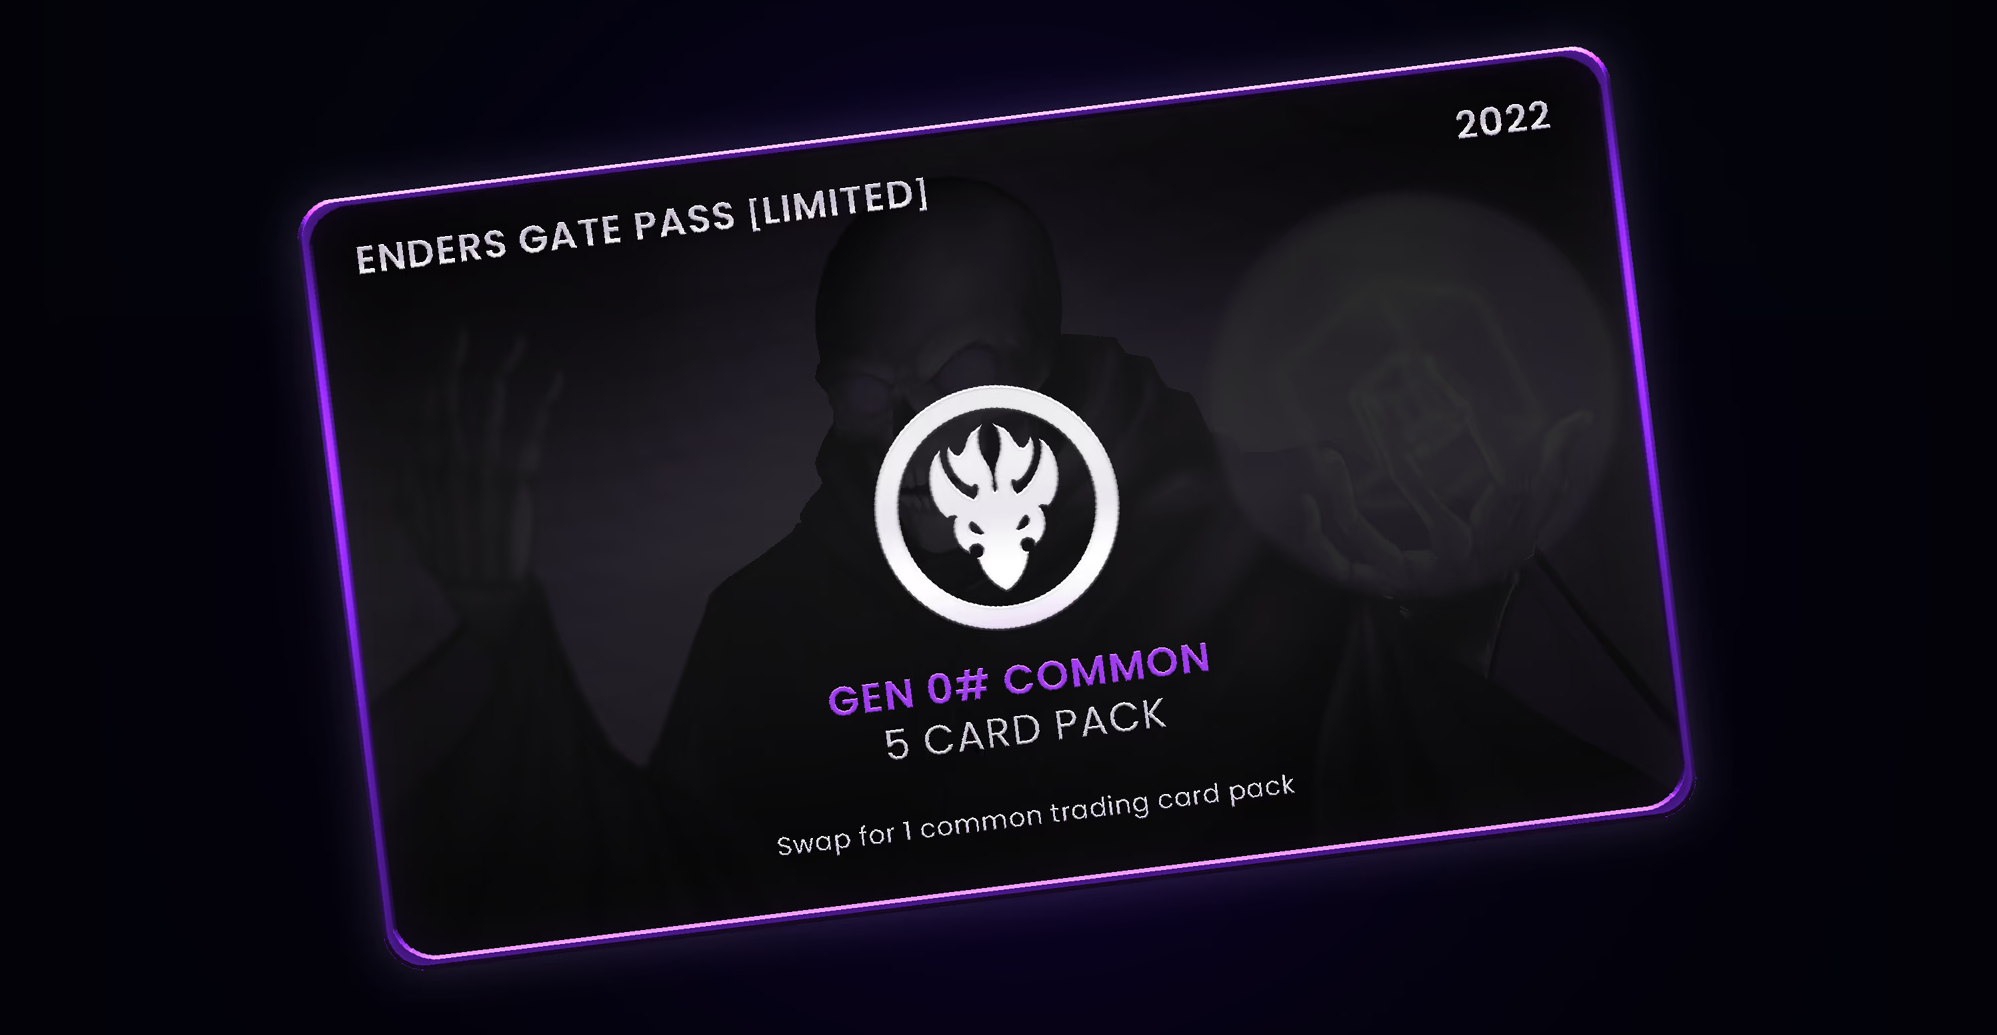 ENDERS GATE PASS [LIMITED]
2022
GEN 0# COMMON
5 CARD PACK
Swap for 1 common trading card pack